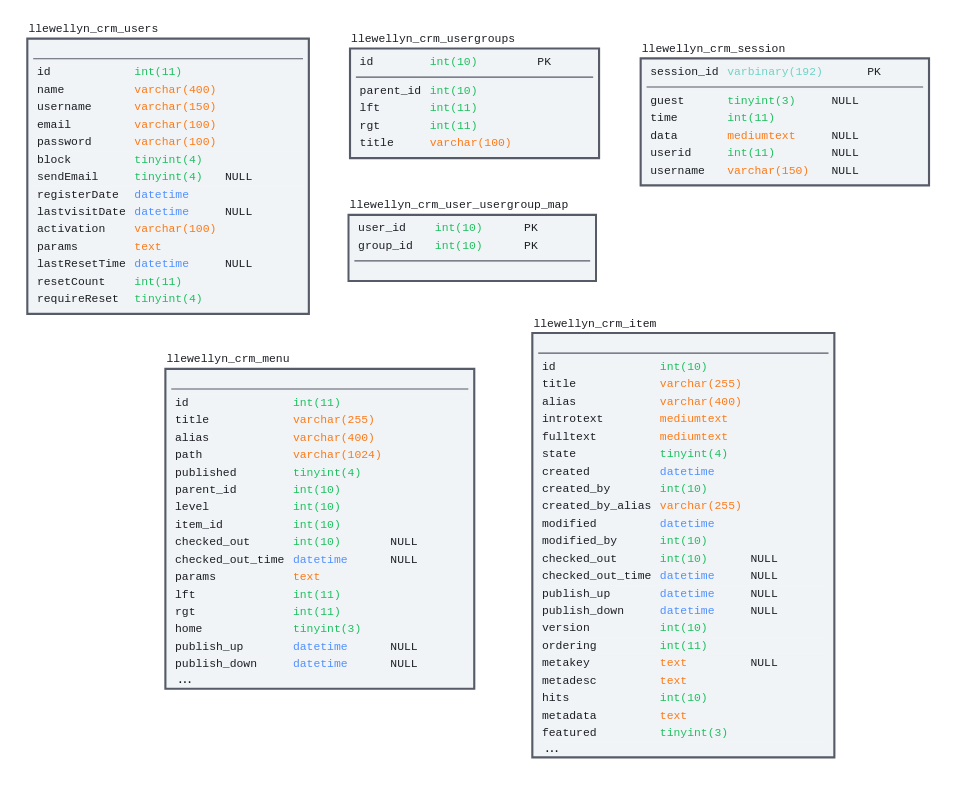 llewellyn_crm_users
id int(11)
name varchar(400)
username varchar(150)
email varchar(100)
password varchar(100)
block tinyint(4)
sendEmail tinyint(4) NULL
registerDate datetime
lastvisitDate datetime NULL
activation varchar(100)
params text
lastResetTime datetime NULL
resetCount int(11)
requireReset tinyint(4)
llewellyn_crm_usergroups
id int(10) PK
parent_id int(10)
lft int(11)
rgt int(11)
title varchar(100)
llewellyn_crm_session
session_id varbinary(192) PK
guest tinyint(3) NULL
time int(11)
data mediumtext NULL
userid int(11) NULL
username varchar(150) NULL
llewellyn_crm_user_usergroup_map
user_id int(10) PK
group_id int(10) PK
llewellyn_crm_menu
id int(11)
title varchar(255)
alias varchar(400)
path varchar(1024)
published tinyint(4)
parent_id int(10)
level int(10)
item_id int(10)
checked_out int(10) NULL
checked_out_time datetime NULL
params text
lft int(11)
rgt int(11)
home tinyint(3)
publish_up datetime NULL
publish_down datetime NULL
...
llewellyn_crm_item
id int(10)
title varchar(255)
alias varchar(400)
introtext mediumtext
fulltext mediumtext
state tinyint(4)
created datetime
created_by int(10)
created_by_alias varchar(255)
modified datetime
modified_by int(10)
checked_out int(10) NULL
checked_out_time datetime NULL
publish_up datetime NULL
publish_down datetime NULL
version int(10)
ordering int(11)
metakey text NULL
metadesc text
hits int(10)
metadata text
featured tinyint(3)
...